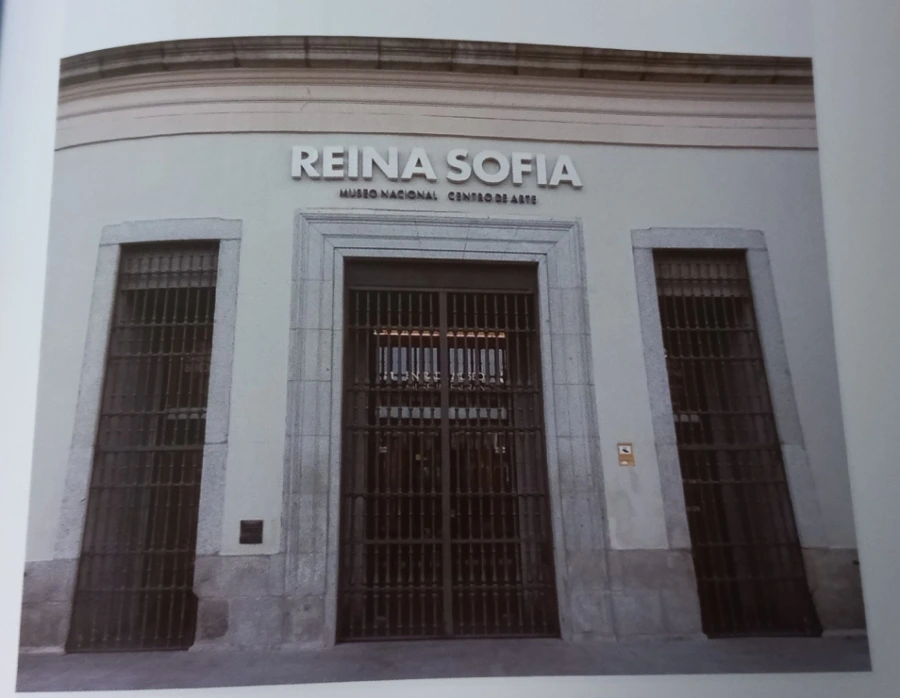 REINA SOFIA
MUSEO NACIONAL CENTRO DE ARTE